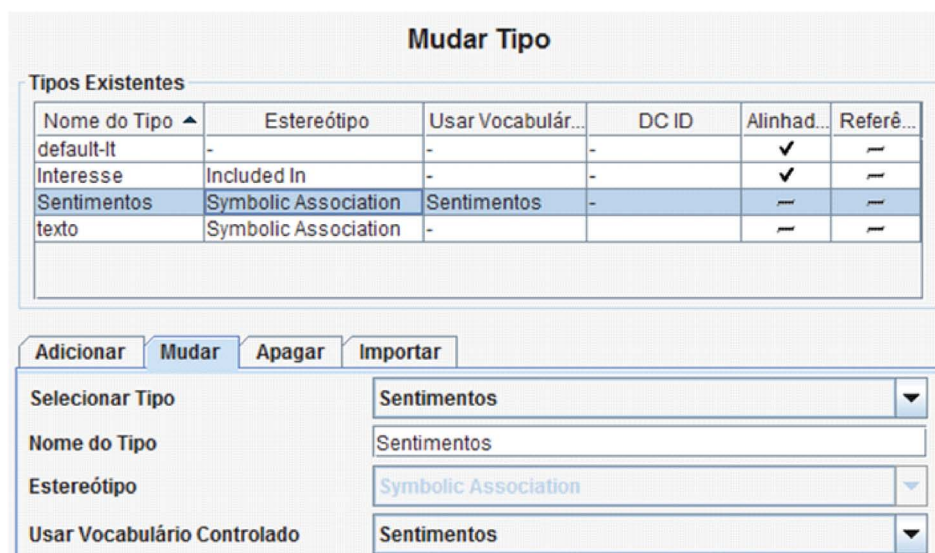 Mudar Tipo
Tipos Existentes
Nome do Tipo Estereótipo Usar Vocabulár... DC ID Alinhad... Referê...
default-lt - - -
Interesse Included In - -
Sentimentos Symbolic Association Sentimentos -
texto Symbolic Association -
Adicionar Mudar Apagar Importar
Selecionar Tipo Sentimentos
Nome do Tipo Sentimentos
Estereótipo Symbolic Association
Usar Vocabulário Controlado Sentimentos